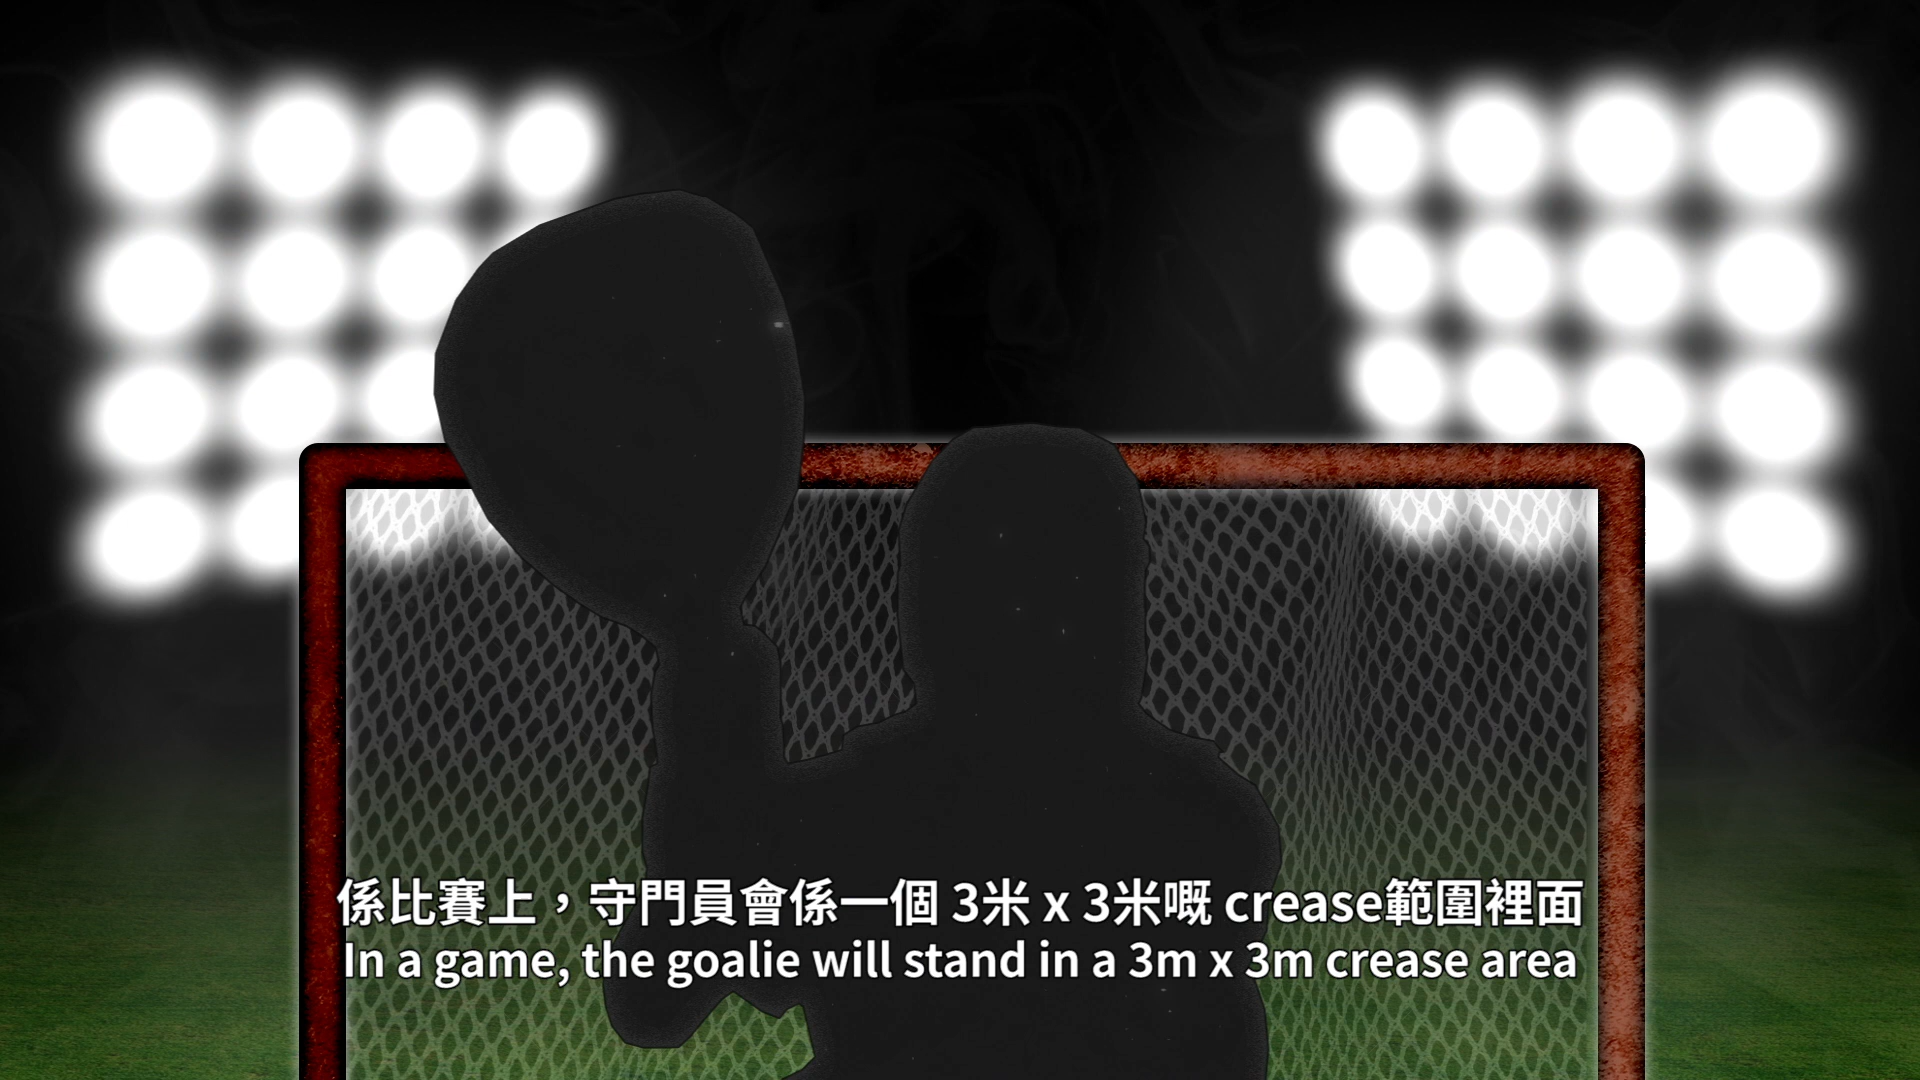 係比賽上，守門員會係一個 3米 x 3米嘅 crease範圍裡面
In a game, the goalie will stand in a 3m x 3m crease area